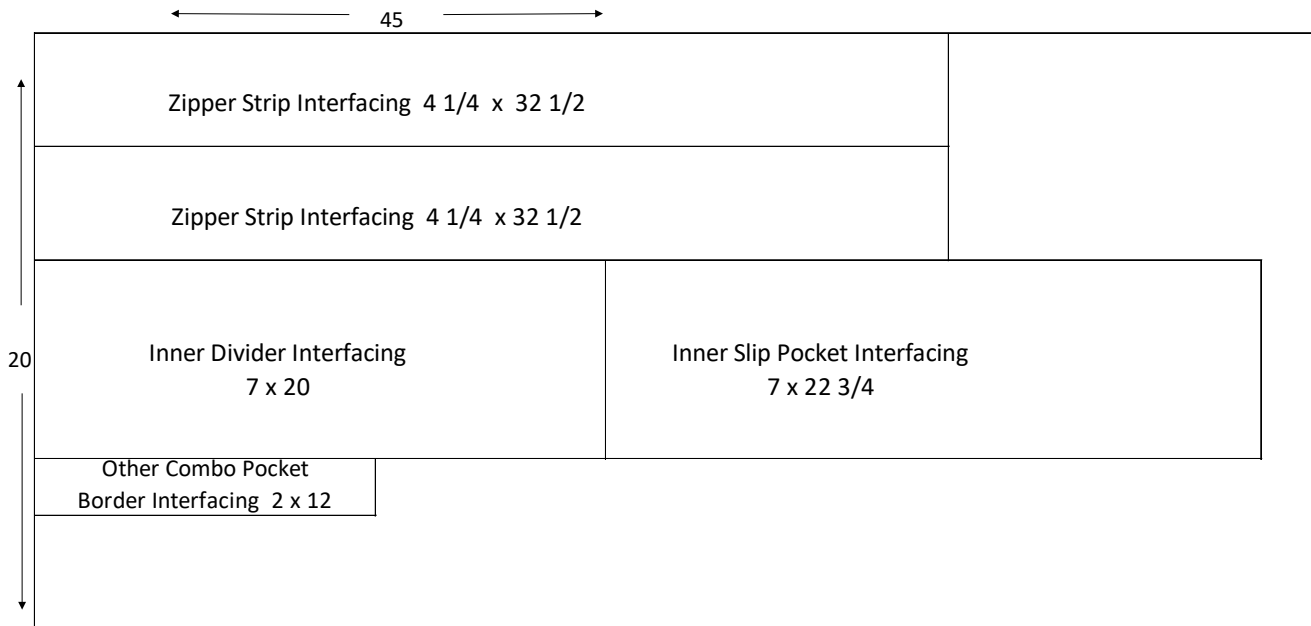 45
Zipper Strip Interfacing 4 1/4 x 32 1/2
Zipper Strip Interfacing 4 1/4 x 32 1/2
20
Inner Divider Interfacing
7 x 20
Inner Slip Pocket Interfacing
7 x 22 3/4
Other Combo Pocket
Border Interfacing 2 x 12